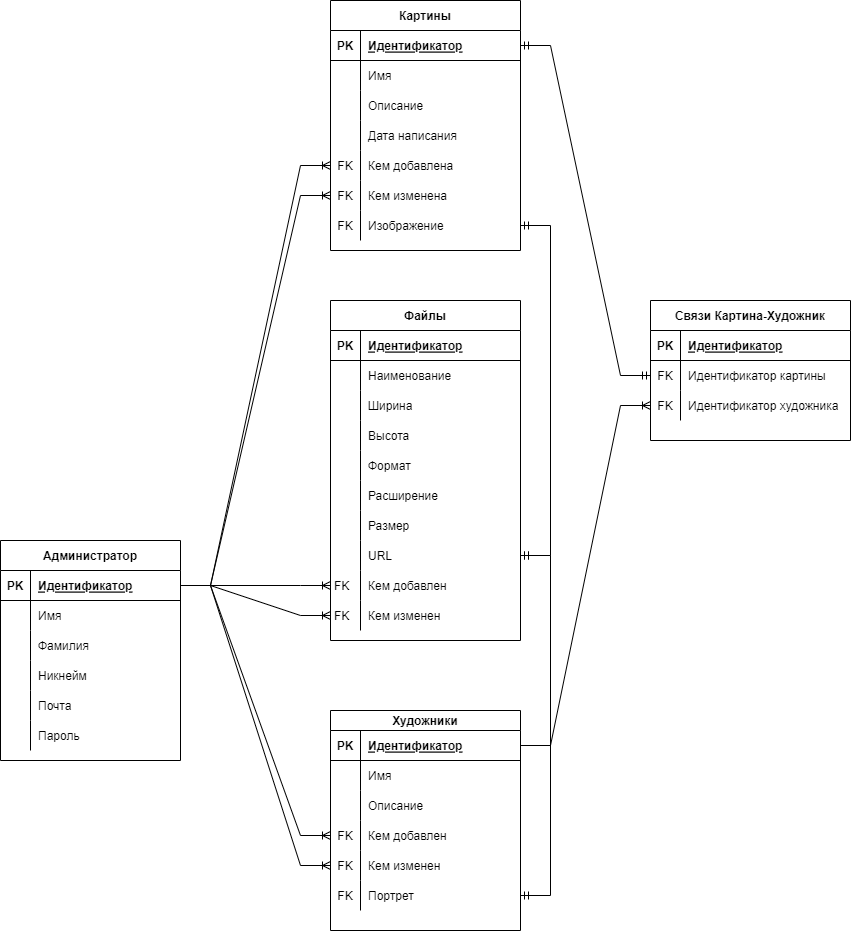 Картины
PK Идентификатор
Имя
Описание
Дата написания
FK Кем добавлена
FK Кем изменена
FK Изображение
Файлы
PK Идентификатор
Наименование
Ширина
Высота
Формат
Расширение
Размер
URL
FK Кем добавлен
FK Кем изменен
Связи Картина-Художник
PK Идентификатор
FK Идентификатор картины
FK Идентификатор художника
Администратор
PK Идентификатор
Имя
Фамилия
Никнейм
Почта
Пароль
Художники
PK Идентификатор
Имя
Описание
FK Кем добавлен
FK Кем изменен
FK Портрет